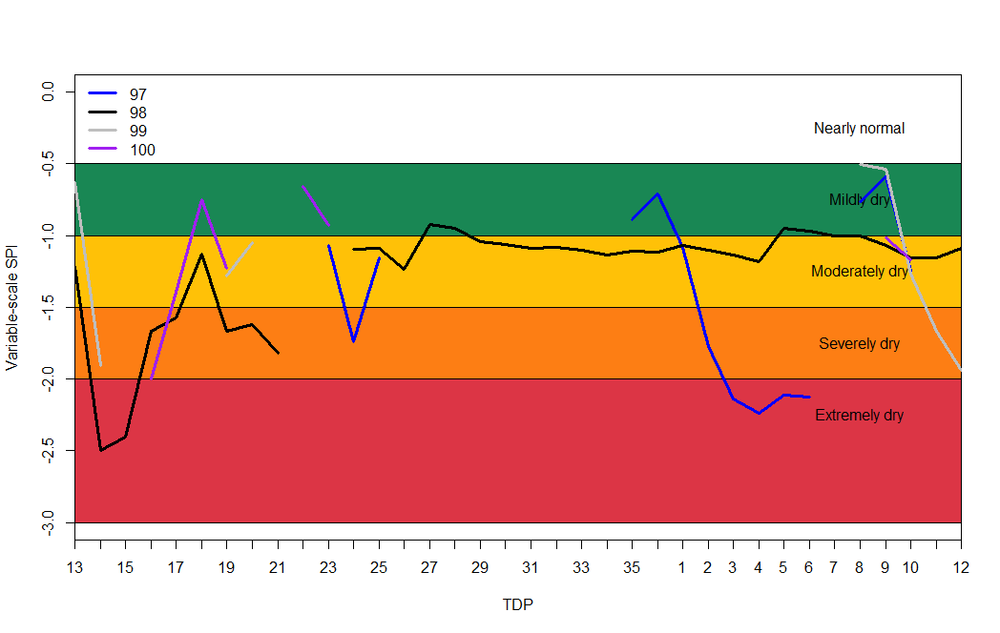 97
98
99
100
Nearly normal
Mildly dry
Moderately dry
Severely dry
Extremely dry
Variable-scale SPI
0.0
-0.5
-1.0
-1.5
-2.0
-2.5
-3.0
13 15 17 19 21 23 25 27 29 31 33 35 1 2 3 4 5 6 7 8 9 10 12
TDP